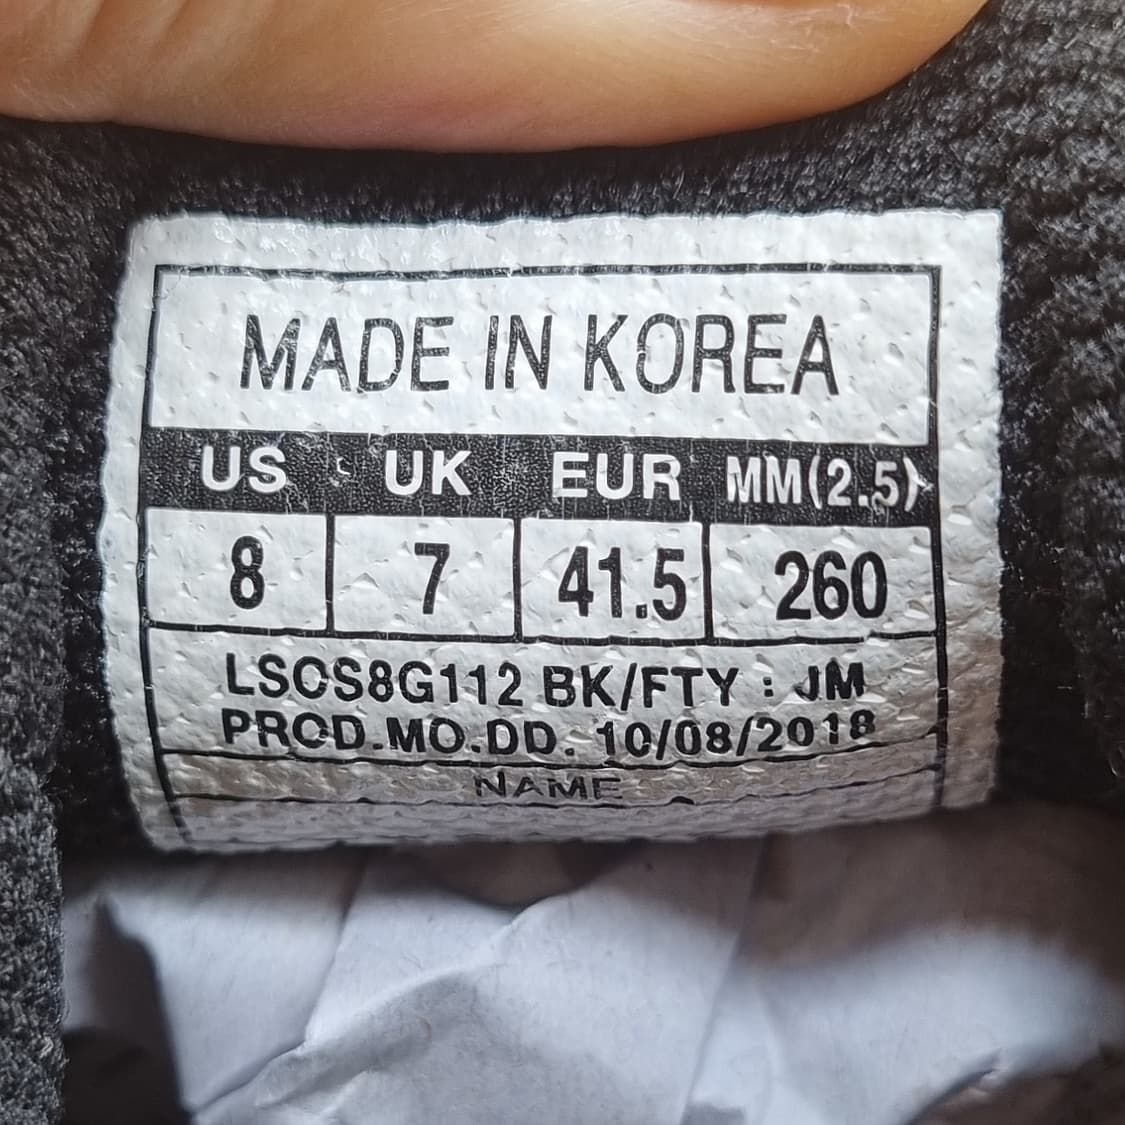 MADE IN KOREA
US UK EUR MM(2.5)
8 7 41.5 260
LSCS8G112 BK/FTY : JM
PROD.MO.DD. 10/08/2018
NAME